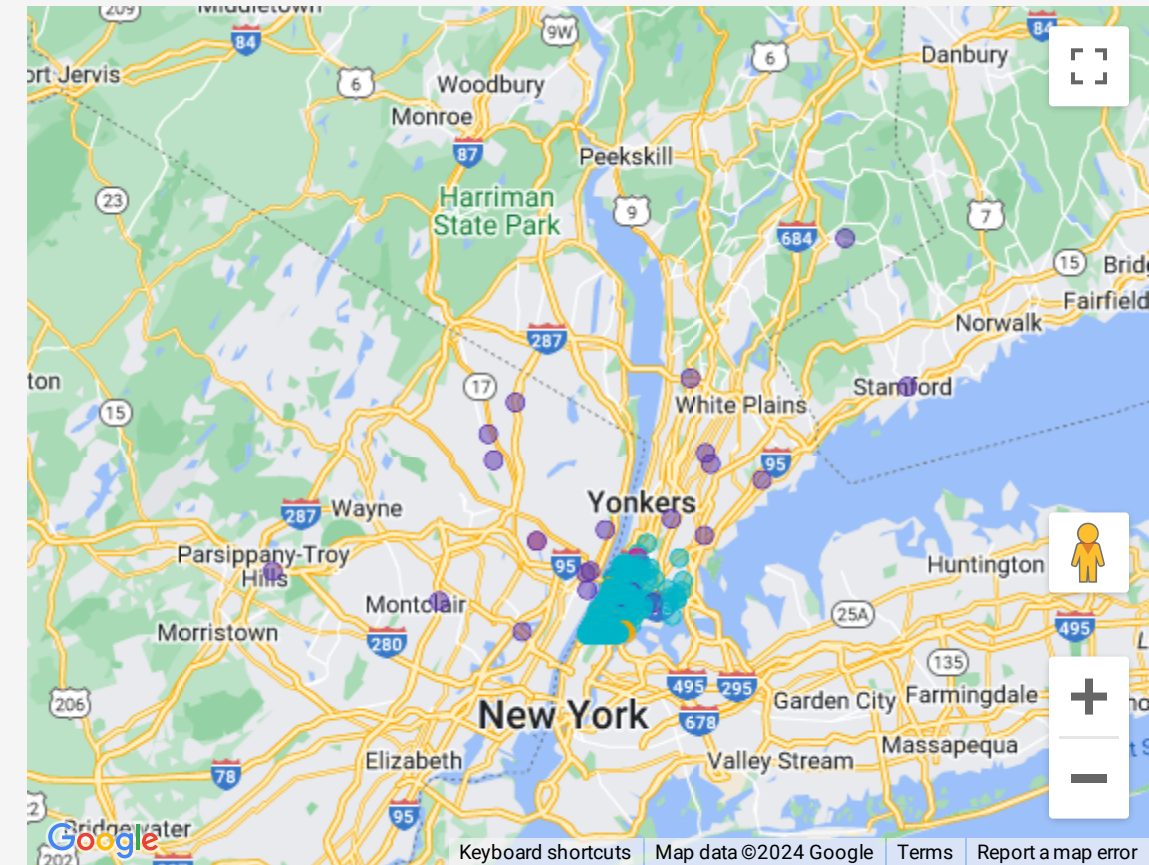 209
Middletown
84
9W
6
84
Danbury
ort Jervis
6
Woodbury
Monroe
87
Peekskill
23
Harriman
State Park
9
7
684
15
Brid
Fairfield
Norwalk
287
ton
17
Stamford
15
White Plains
95
Yonkers
287
Wayne
Parsippany-Troy
Hills
95
Huntington
Montclair
25A
Morristown
280
495
135
206
495
295
Garden City
Farmingdale
New York
678
Massapequa
Elizabeth
Valley Stream
78
95
Bridgewater
Google
202
Keyboard shortcuts
Map data ©2024 Google
Terms
Report a map error